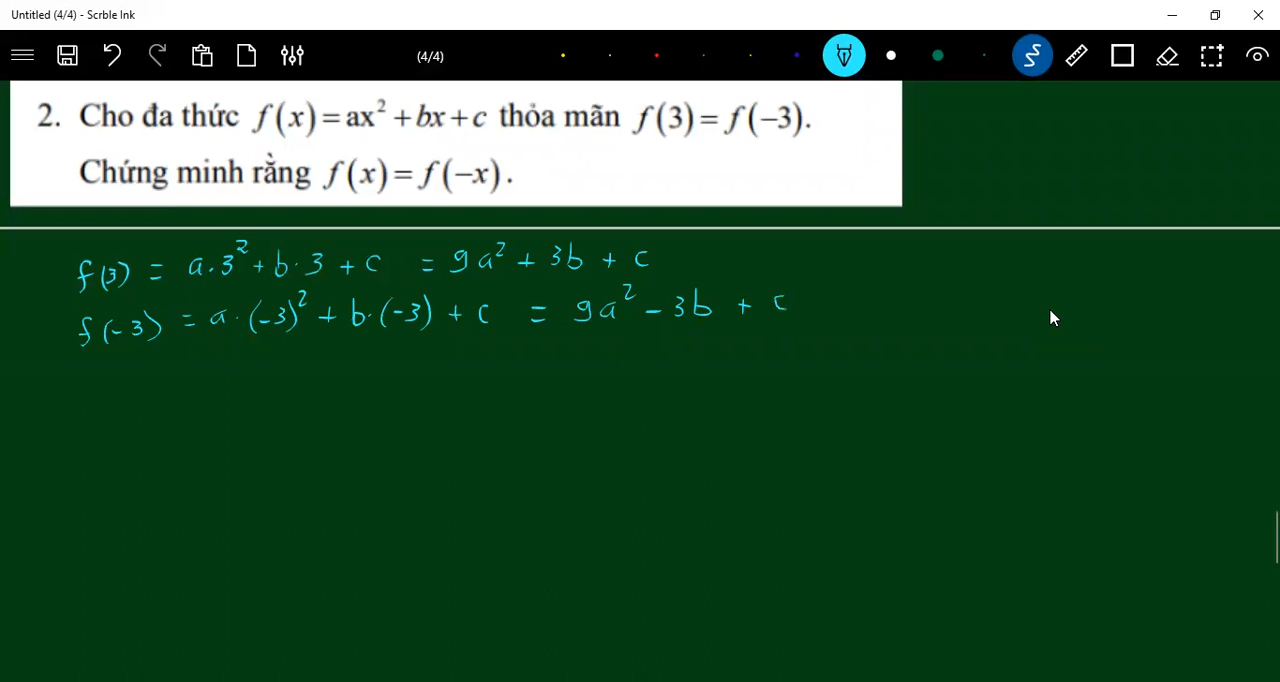 Untitled (4/4) - Scrble Ink
(4/4)
2. Cho đa thức f(x) = ax² + bx + c thỏa mãn f(3) = f(−3).
Chứng minh rằng f(x) = f(−x).
f(3) = a.3² + b.3 + c = 9a² + 3b + c
f(-3) = a.(-3)² + b.(-3) + c = 9a² - 3b + c